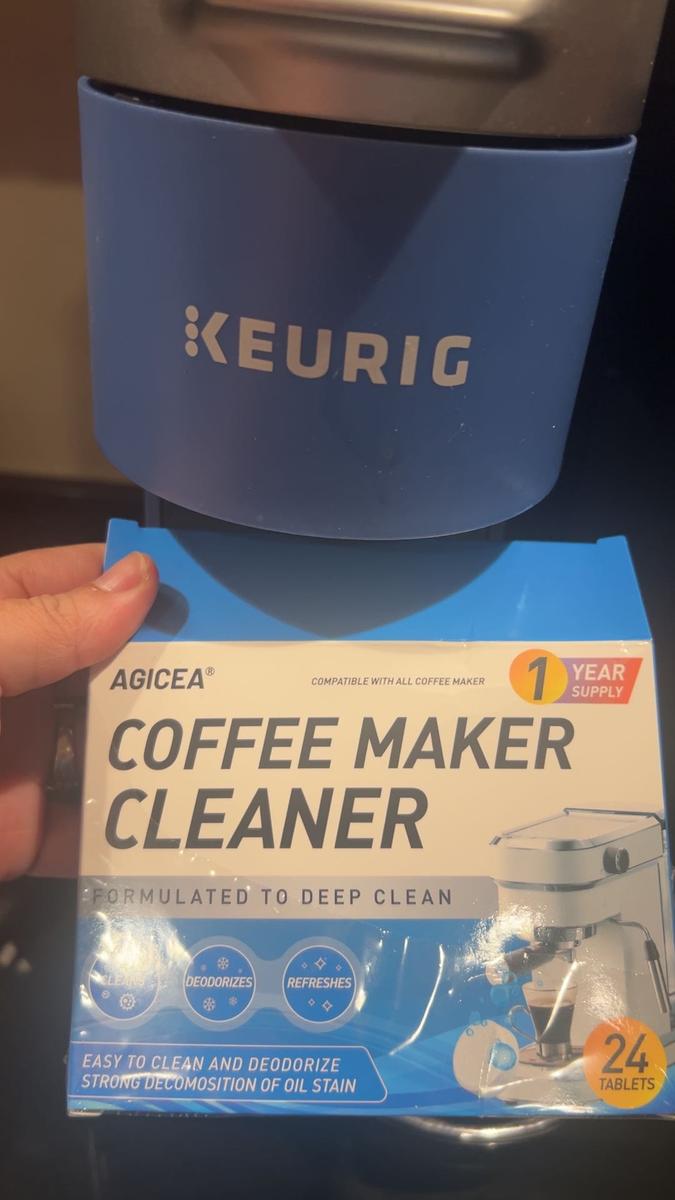 KEURIG
AGICEA®
COMPATIBLE WITH ALL COFFEE MAKER
1 YEAR
SUPPLY
COFFEE MAKER
CLEANER
FORMULATED TO DEEP CLEAN
CLEANS
DEODORIZES
REFRESHES
EASY TO CLEAN AND DEODORIZE
STRONG DECOMOSITION OF OIL STAIN
24
TABLETS